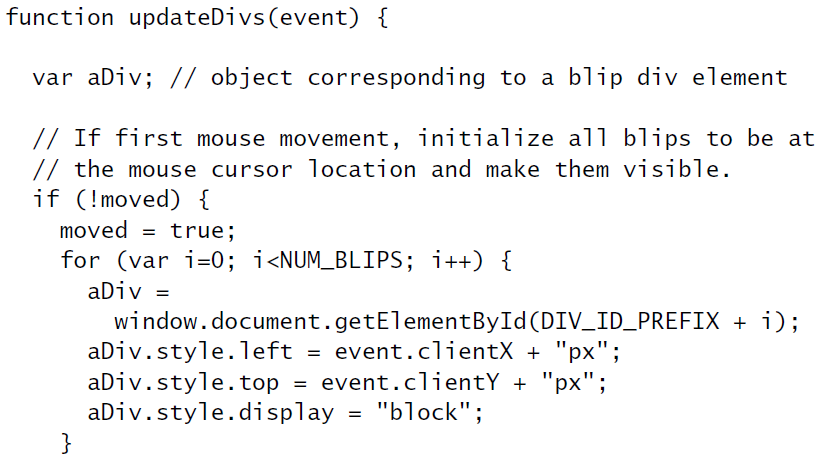 function updateDivs(event) {
var aDiv; // object corresponding to a blip div element
// If first mouse movement, initialize all blips to be at
// the mouse cursor location and make them visible.
if (!moved) {
moved = true;
for (var i=0; i<NUM_BLIPS; i++) {
aDiv =
window.document.getElementById(DIV_ID_PREFIX + i);
aDiv.style.left = event.clientX + "px";
aDiv.style.top = event.clientY + "px";
aDiv.style.display = "block";
}